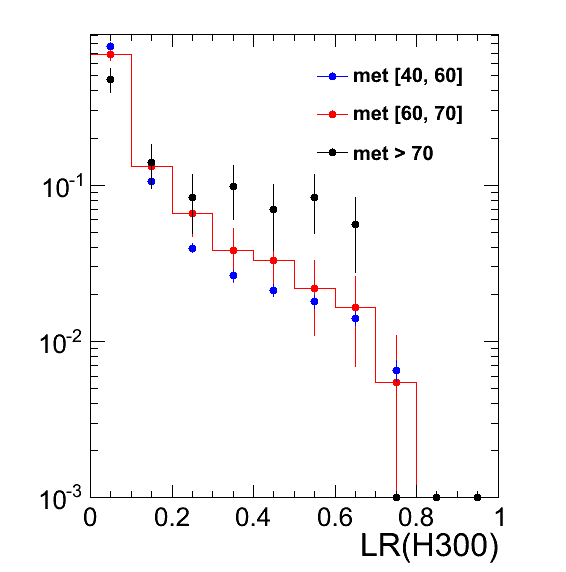 met [40, 60]
met [60, 70]
met > 70
10-1
10-2
10-3
0 0.2 0.4 0.6 0.8 1
LR(H300)